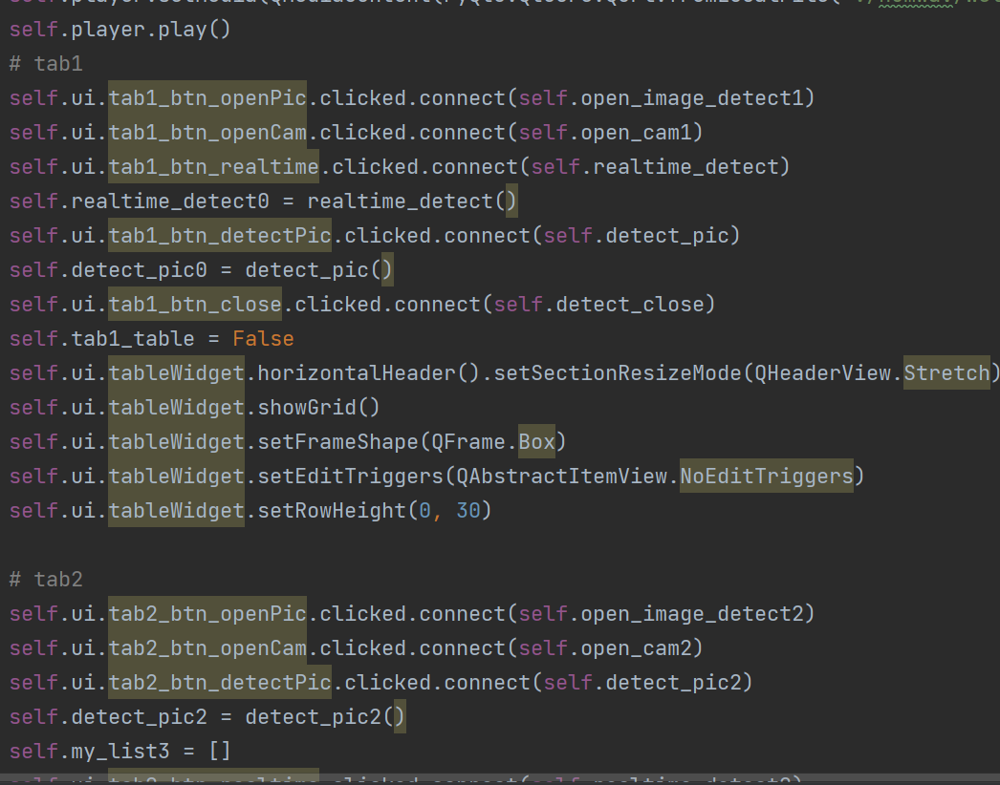 self.player.play()
# tab1
self.ui.tab1_btn_openPic.clicked.connect(self.open_image_detect1)
self.ui.tab1_btn_openCam.clicked.connect(self.open_cam1)
self.ui.tab1_btn_realtime.clicked.connect(self.realtime_detect)
self.realtime_detect0 = realtime_detect()
self.ui.tab1_btn_detectPic.clicked.connect(self.detect_pic)
self.detect_pic0 = detect_pic()
self.ui.tab1_btn_close.clicked.connect(self.detect_close)
self.tab1_table = False
self.ui.tableWidget.horizontalHeader().setSectionResizeMode(QHeaderView.Stretch)
self.ui.tableWidget.showGrid()
self.ui.tableWidget.setFrameShape(QFrame.Box)
self.ui.tableWidget.setEditTriggers(QAbstractItemView.NoEditTriggers)
self.ui.tableWidget.setRowHeight(0, 30)
# tab2
self.ui.tab2_btn_openPic.clicked.connect(self.open_image_detect2)
self.ui.tab2_btn_openCam.clicked.connect(self.open_cam2)
self.ui.tab2_btn_detectPic.clicked.connect(self.detect_pic2)
self.detect_pic2 = detect_pic2()
self.my_list3 = []